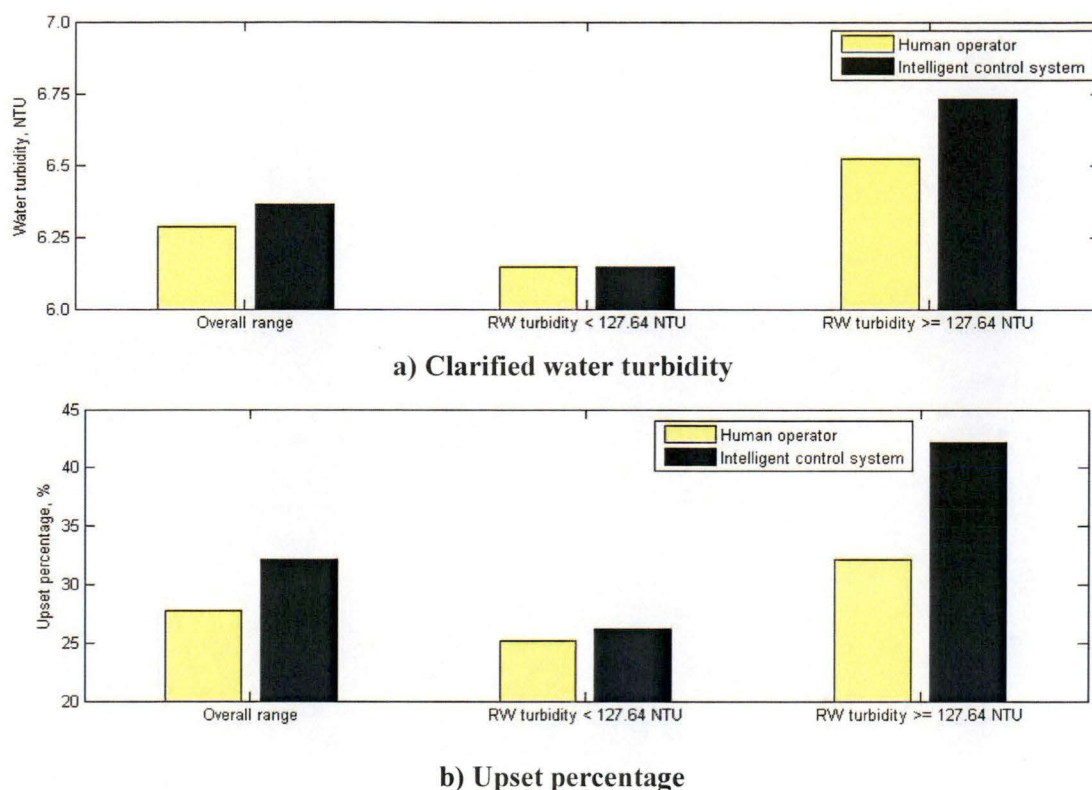 7.0
6.75
6.5
6.25
6.0
Water turbidity, NTU
Human operator
Intelligent control system
Overall range
RW turbidity < 127.64 NTU
RW turbidity >= 127.64 NTU
a) Clarified water turbidity
45
40
35
30
25
20
Upset percentage, %
Human operator
Intelligent control system
Overall range
RW turbidity < 127.64 NTU
RW turbidity >= 127.64 NTU
b) Upset percentage